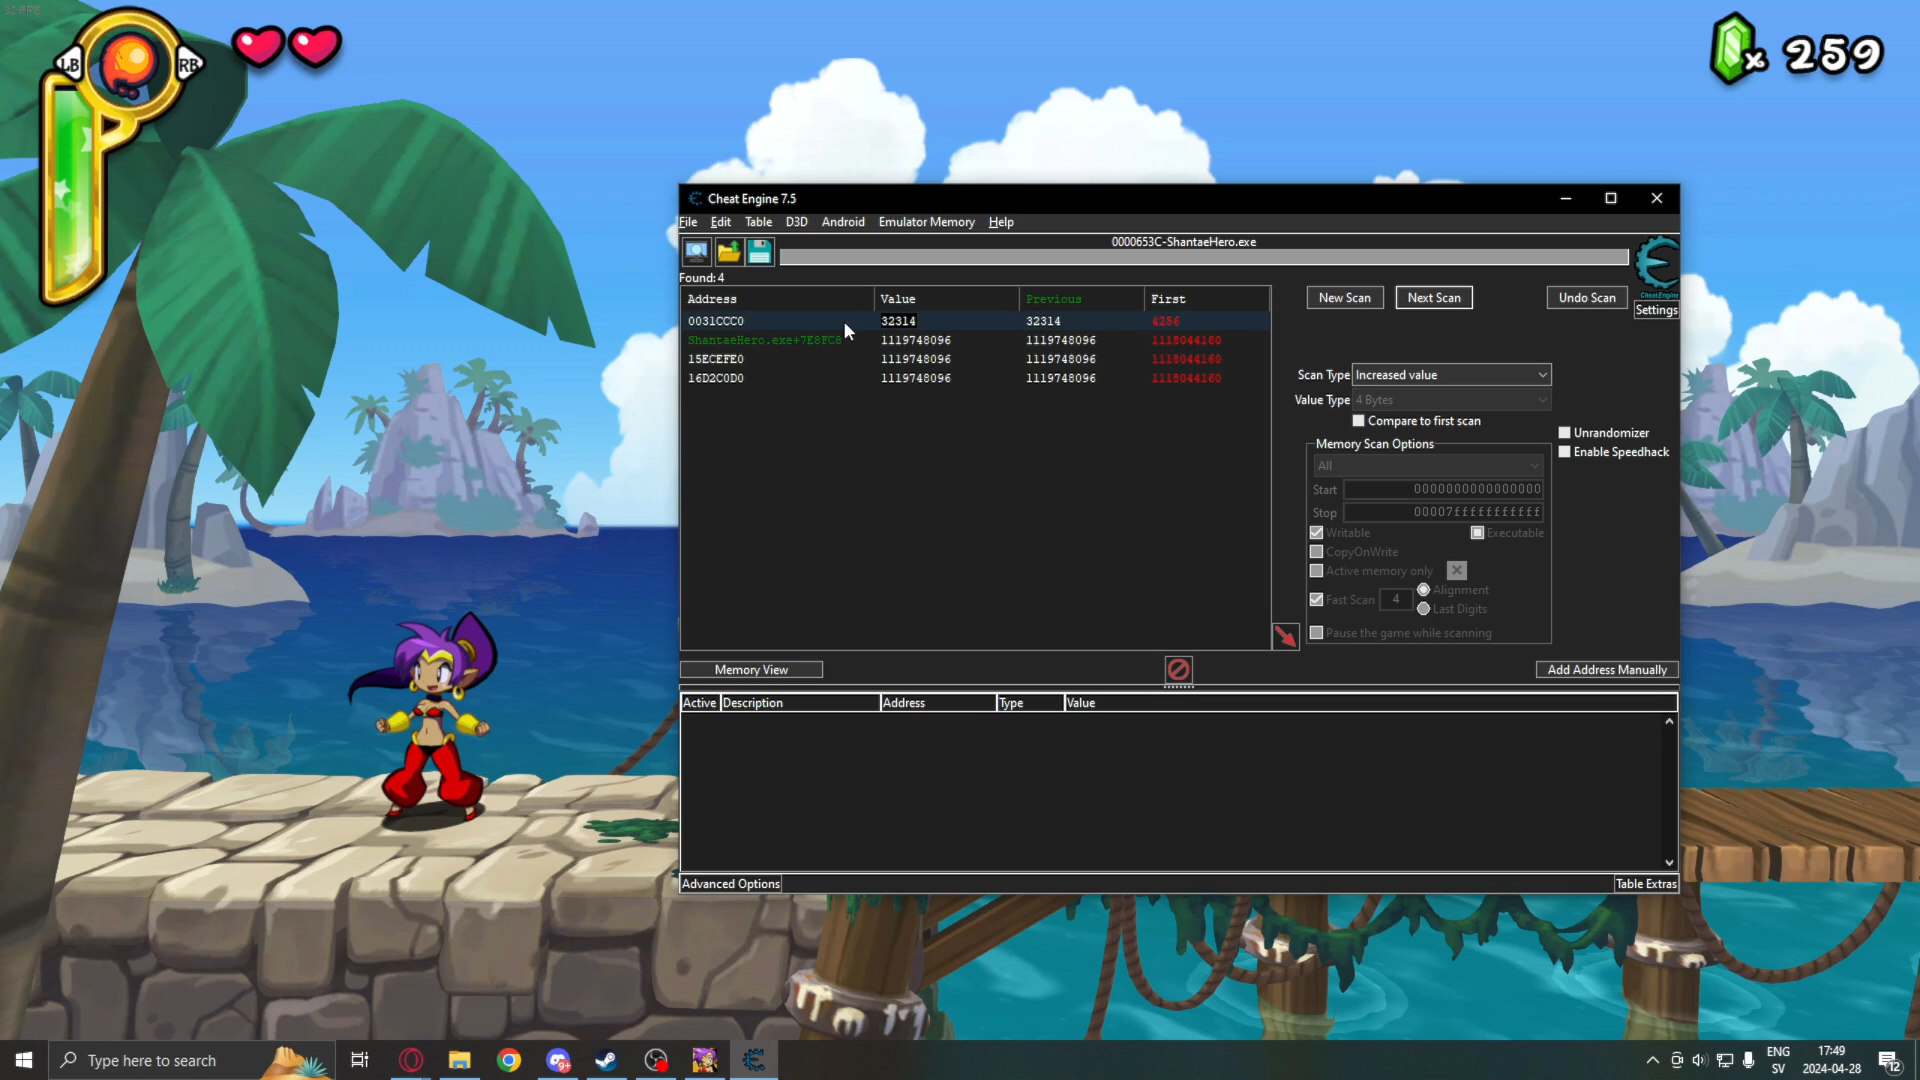 LB
RB
x 259
Cheat Engine 7.5
File Edit Table D3D Android Emulator Memory Help
0000653C-ShantaeHero.exe
Found: 4
Cheat Engine
Settings
Address Value Previous First
0031CCC0 32314 32314 4256
ShantaeHero.exe+7E8FC8 1119748096 1119748096 1118044160
15ECEFE0 1119748096 1119748096 1118044160
16D2C0D0 1119748096 1119748096 1118044160
New Scan Next Scan Undo Scan
Scan Type Increased value
Value Type 4 Bytes
Compare to first scan
Unrandomizer
Enable Speedhack
Memory Scan Options
All
Start 0000000000000000
Stop 00007fffffffffff
Writable Executable
CopyOnWrite
Active memory only
Fast Scan 4 Alignment
Last Digits
Pause the game while scanning
Memory View Add Address Manually
Active Description Address Type Value
Advanced Options Table Extras
Type here to search
9+
ENG
SV
17:49
2024-04-28
12